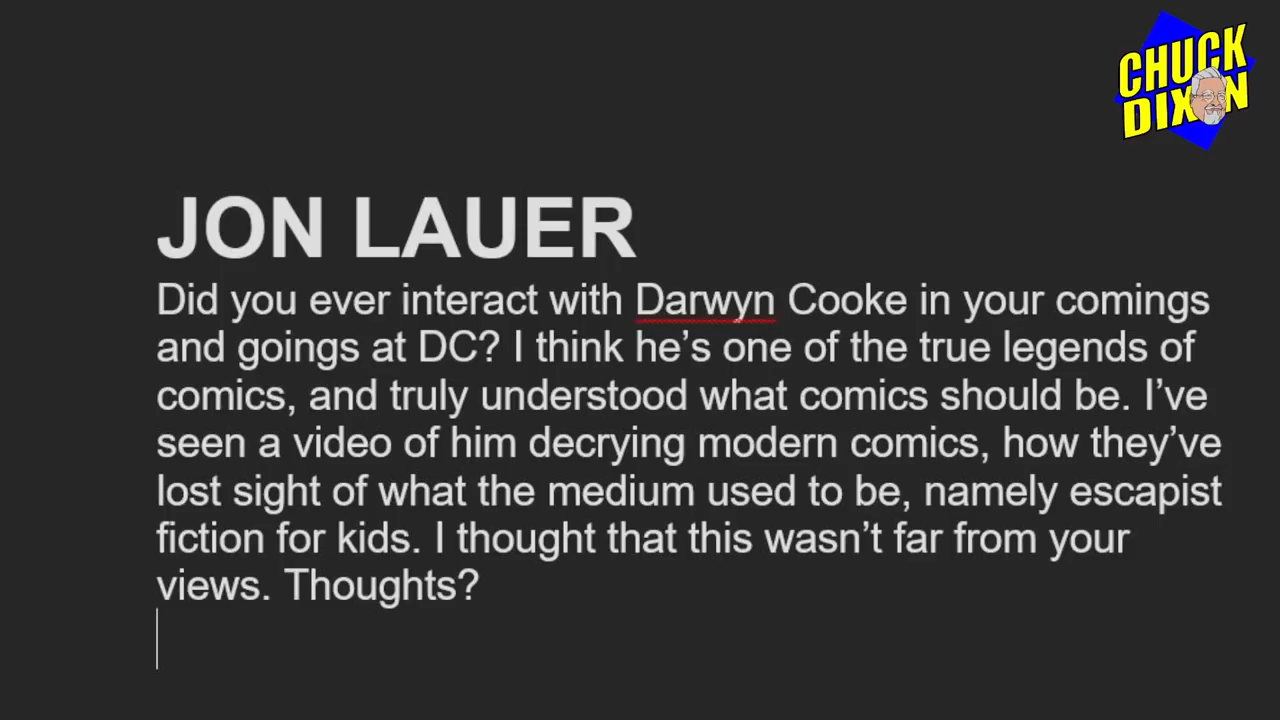 CHUCK
DIXON
JON LAUER
Did you ever interact with Darwyn Cooke in your comings
and goings at DC? I think he’s one of the true legends of
comics, and truly understood what comics should be. I’ve
seen a video of him decrying modern comics, how they’ve
lost sight of what the medium used to be, namely escapist
fiction for kids. I thought that this wasn’t far from your
views. Thoughts?